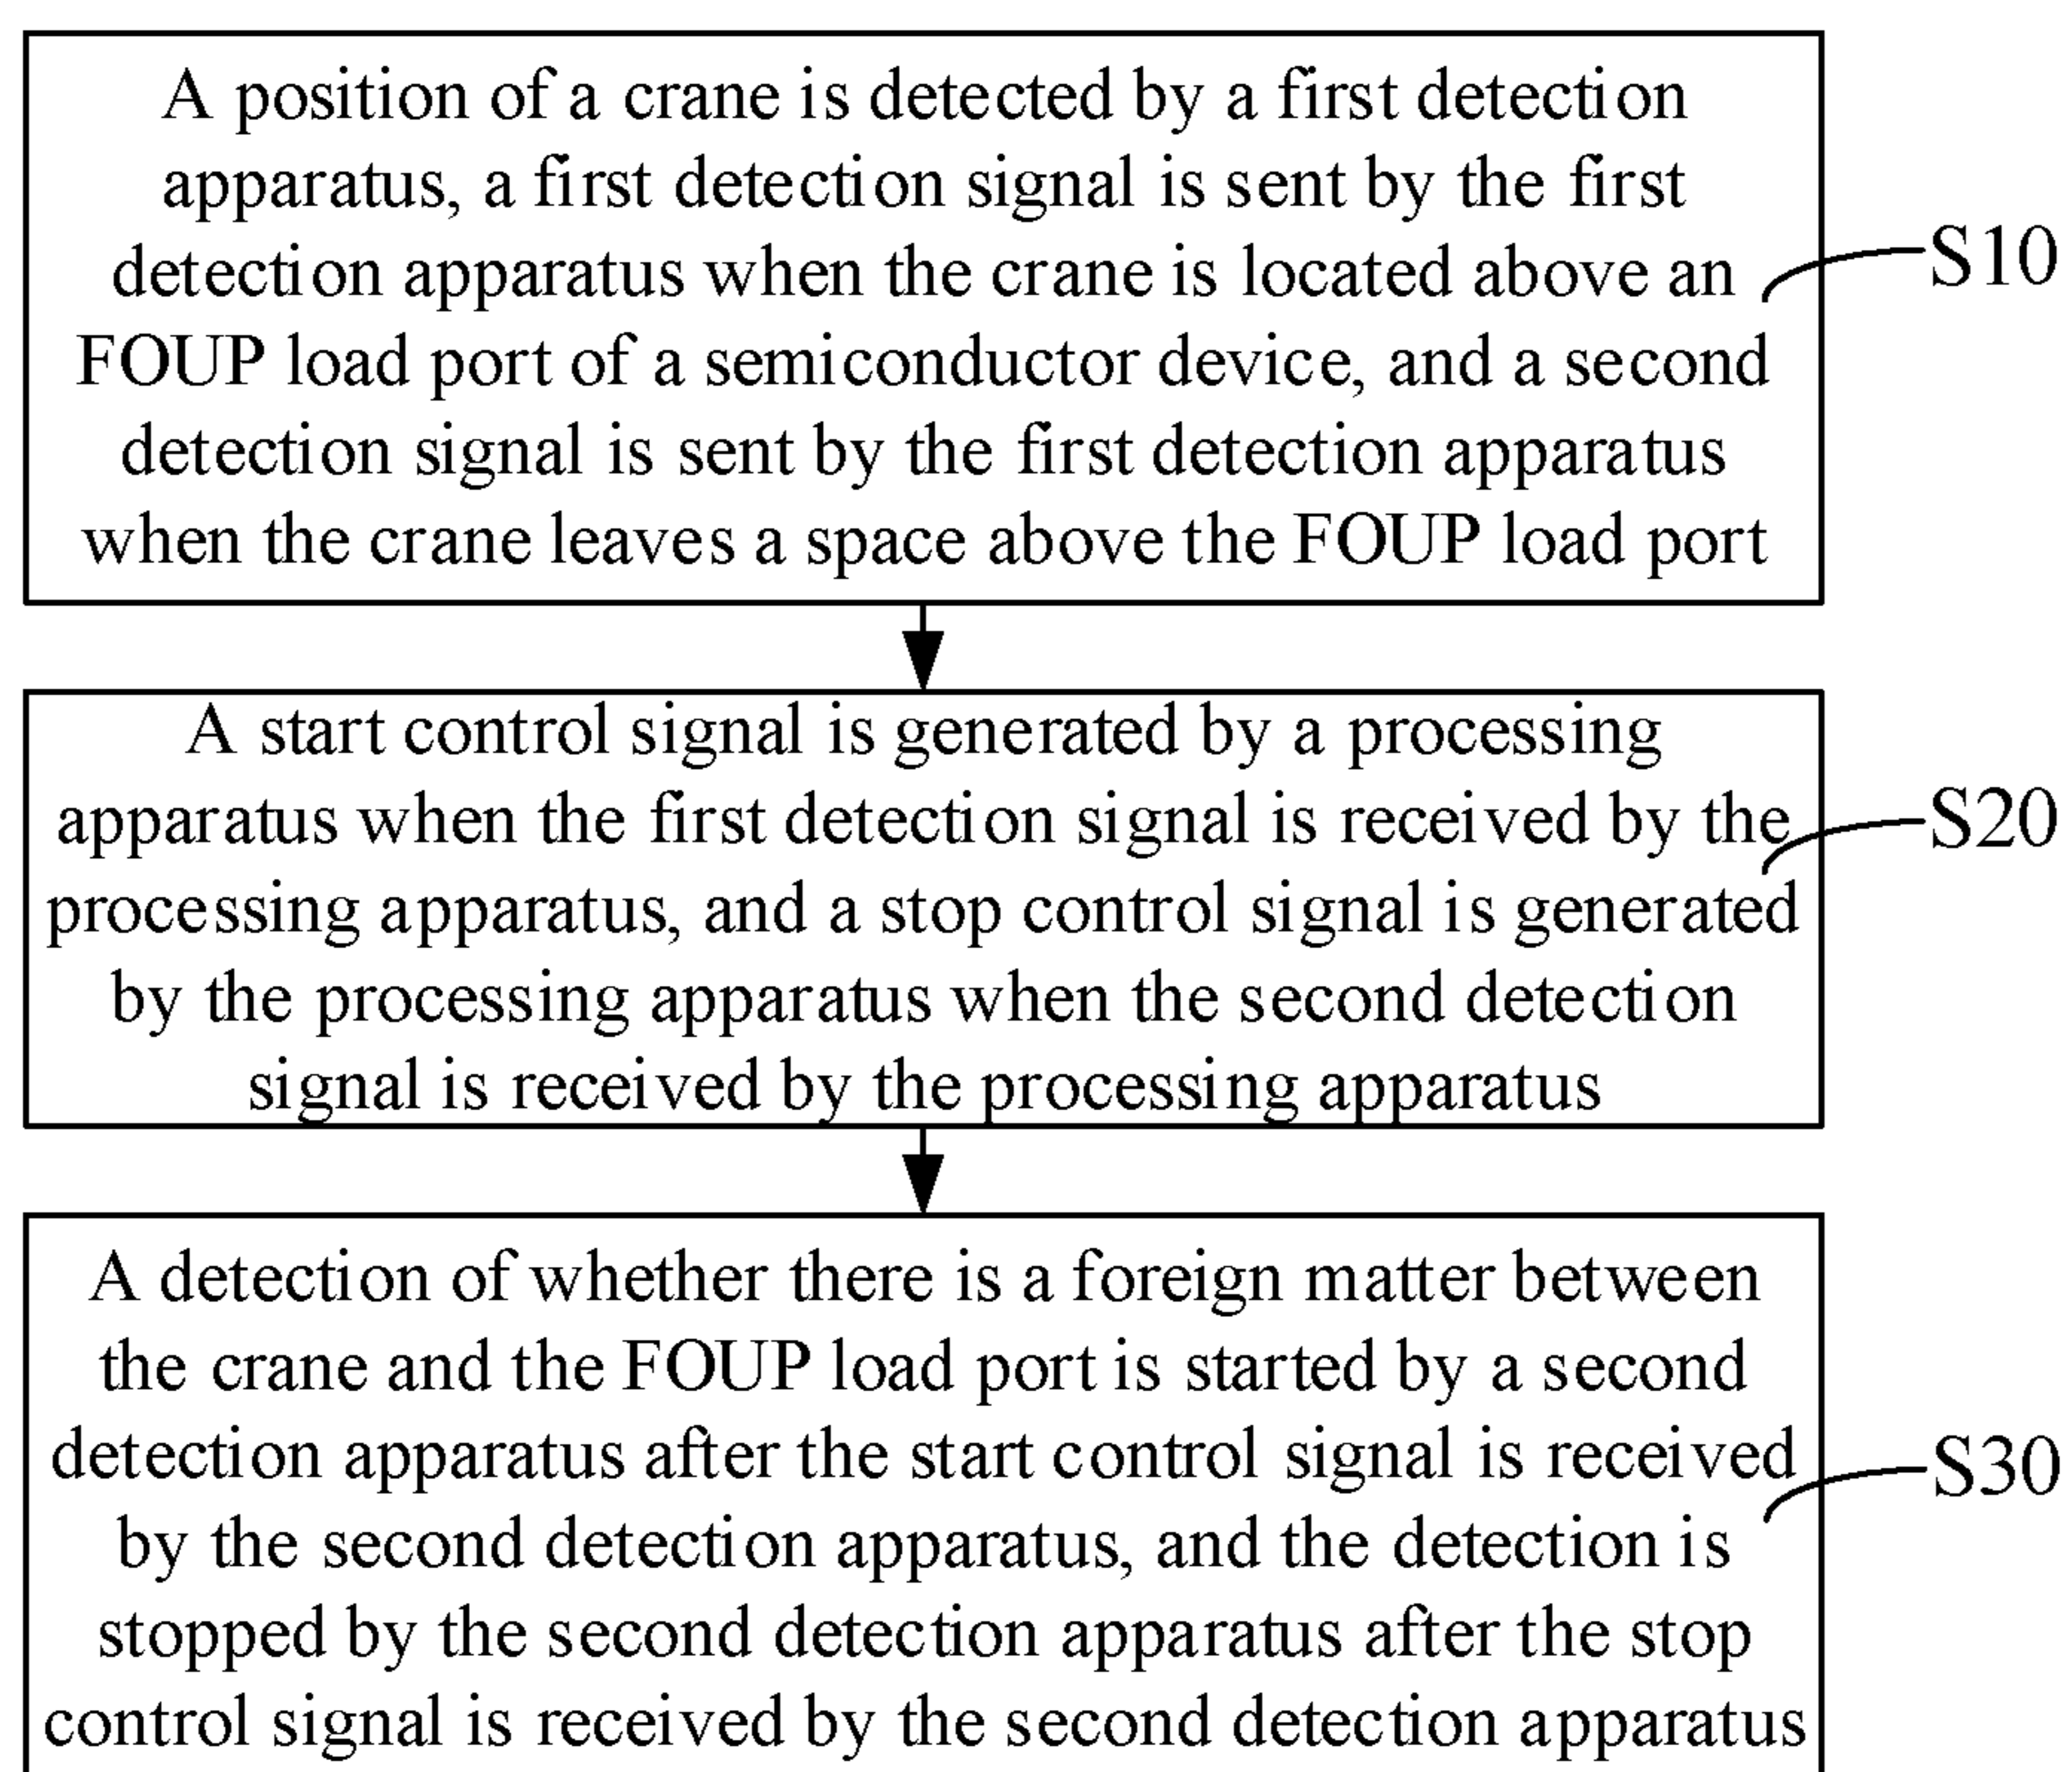 A position of a crane is detected by a first detection
apparatus, a first detection signal is sent by the first
detection apparatus when the crane is located above an
FOUP load port of a semiconductor device, and a second
detection signal is sent by the first detection apparatus
when the crane leaves a space above the FOUP load port
S10
A start control signal is generated by a processing
apparatus when the first detection signal is received by the
processing apparatus, and a stop control signal is generated
by the processing apparatus when the second detection
signal is received by the processing apparatus
S20
A detection of whether there is a foreign matter between
the crane and the FOUP load port is started by a second
detection apparatus after the start control signal is received
by the second detection apparatus, and the detection is
stopped by the second detection apparatus after the stop
control signal is received by the second detection apparatus
S30